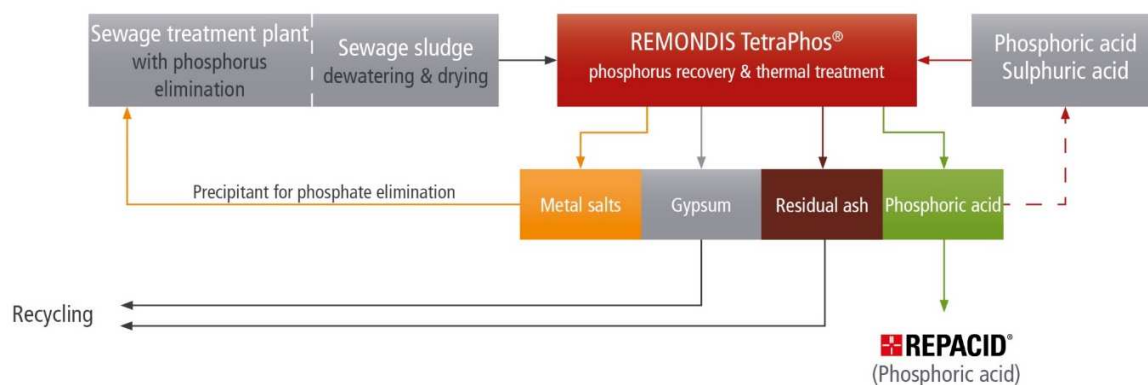 Sewage treatment plant
with phosphorus
elimination
Sewage sludge
dewatering & drying
REMONDIS TetraPhos®
phosphorus recovery & thermal treatment
Phosphoric acid
Sulphuric acid
Precipitant for phosphate elimination
Metal salts
Gypsum
Residual ash
Phosphoric acid
Recycling
REPACID®
(Phosphoric acid)